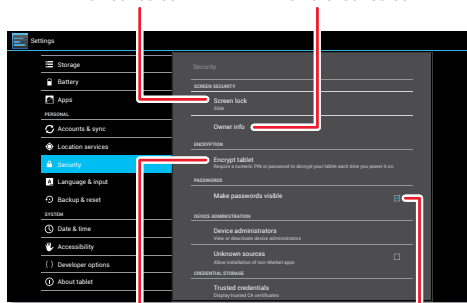 Settings
Storage
Battery
Apps
PERSONAL
Accounts & sync
Location services
Security
Language & input
Backup & reset
SYSTEM
Date & time
Accessibility
{ } Developer options
About tablet
Security
SCREEN SECURITY
Screen lock
Slide
Owner info
ENCRYPTION
Encrypt tablet
Require a numeric PIN or password to decrypt your tablet each time you power it on
PASSWORDS
Make passwords visible
DEVICE ADMINISTRATION
Device administrators
View or deactivate device administrators
Unknown sources
Allow installation of non-Market apps
CREDENTIAL STORAGE
Trusted credentials
Display trusted CA certificates